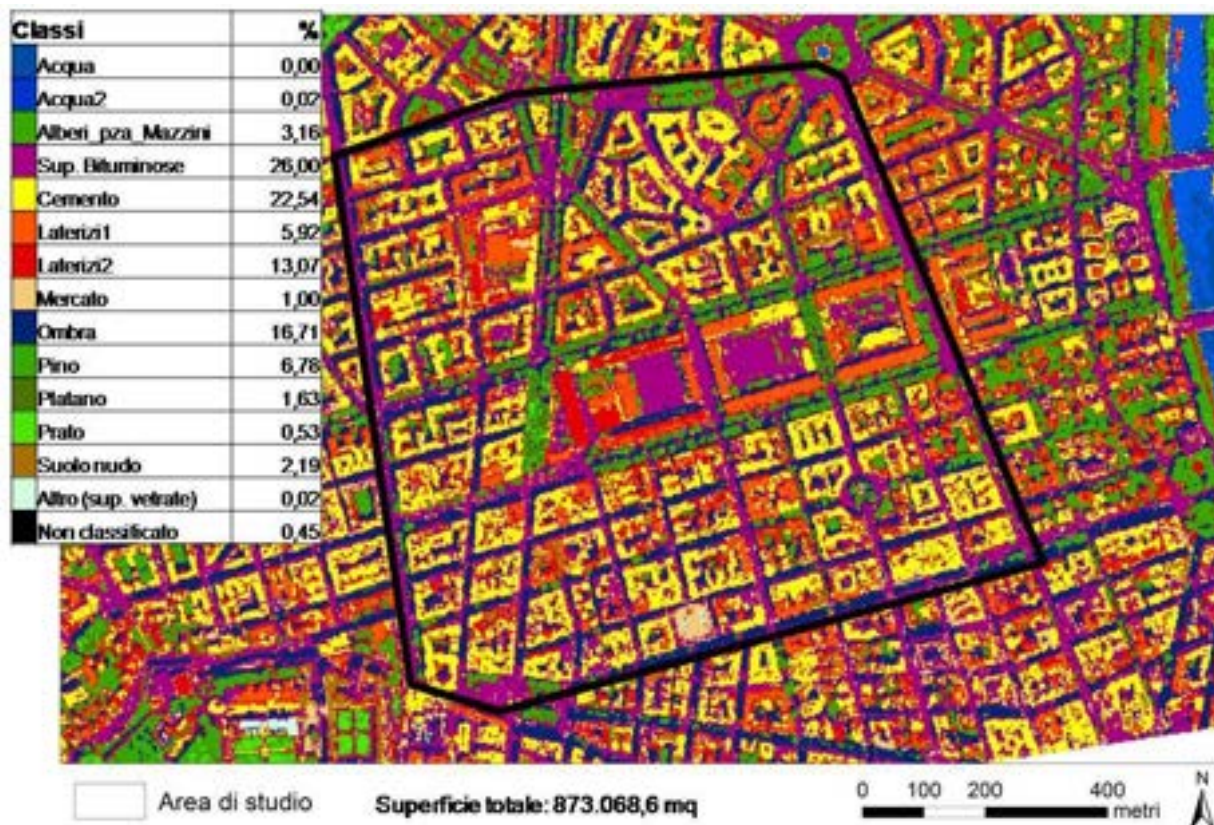 Classi %
Acqua 0,00
Acqua2 0,02
Alberi_pza_Mazzini 3,16
Sup. Bituminose 26,00
Cemento 22,54
Laterizi1 5,92
Laterizi2 13,07
Mercato 1,00
Ombra 16,71
Pino 6,78
Platano 1,63
Prato 0,53
Suolo nudo 2,19
Altro (sup. vetrate) 0,02
Non classificato 0,45
Area di studio
Superficie totale: 873.068,6 mq
0 100 200 400
metri
N